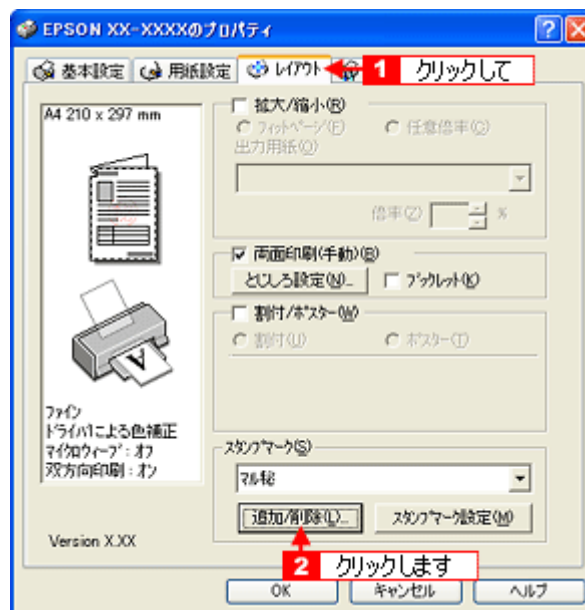 EPSON XX-XXXXのプロパティ
基本設定 用紙設定 レイアウト 1 クリックして
A4 210 x 297 mm
拡大/縮小(R)
フィットページ(F) 任意倍率(C)
出力用紙(O)
倍率(Z) %
両面印刷(手動)(B)
とじしろ設定(N)... ブックレット(K)
割付/ポスター(W)
割付(U) ポスター(T)
A
ファイン
ドライバによる色補正
マイクロウィーブ：オフ
双方向印刷：オン
スタンプマーク(S)
マル秘
追加/削除(L)... スタンプマーク設定(M)
Version X.XX
2 クリックします
OK キャンセル ヘルプ